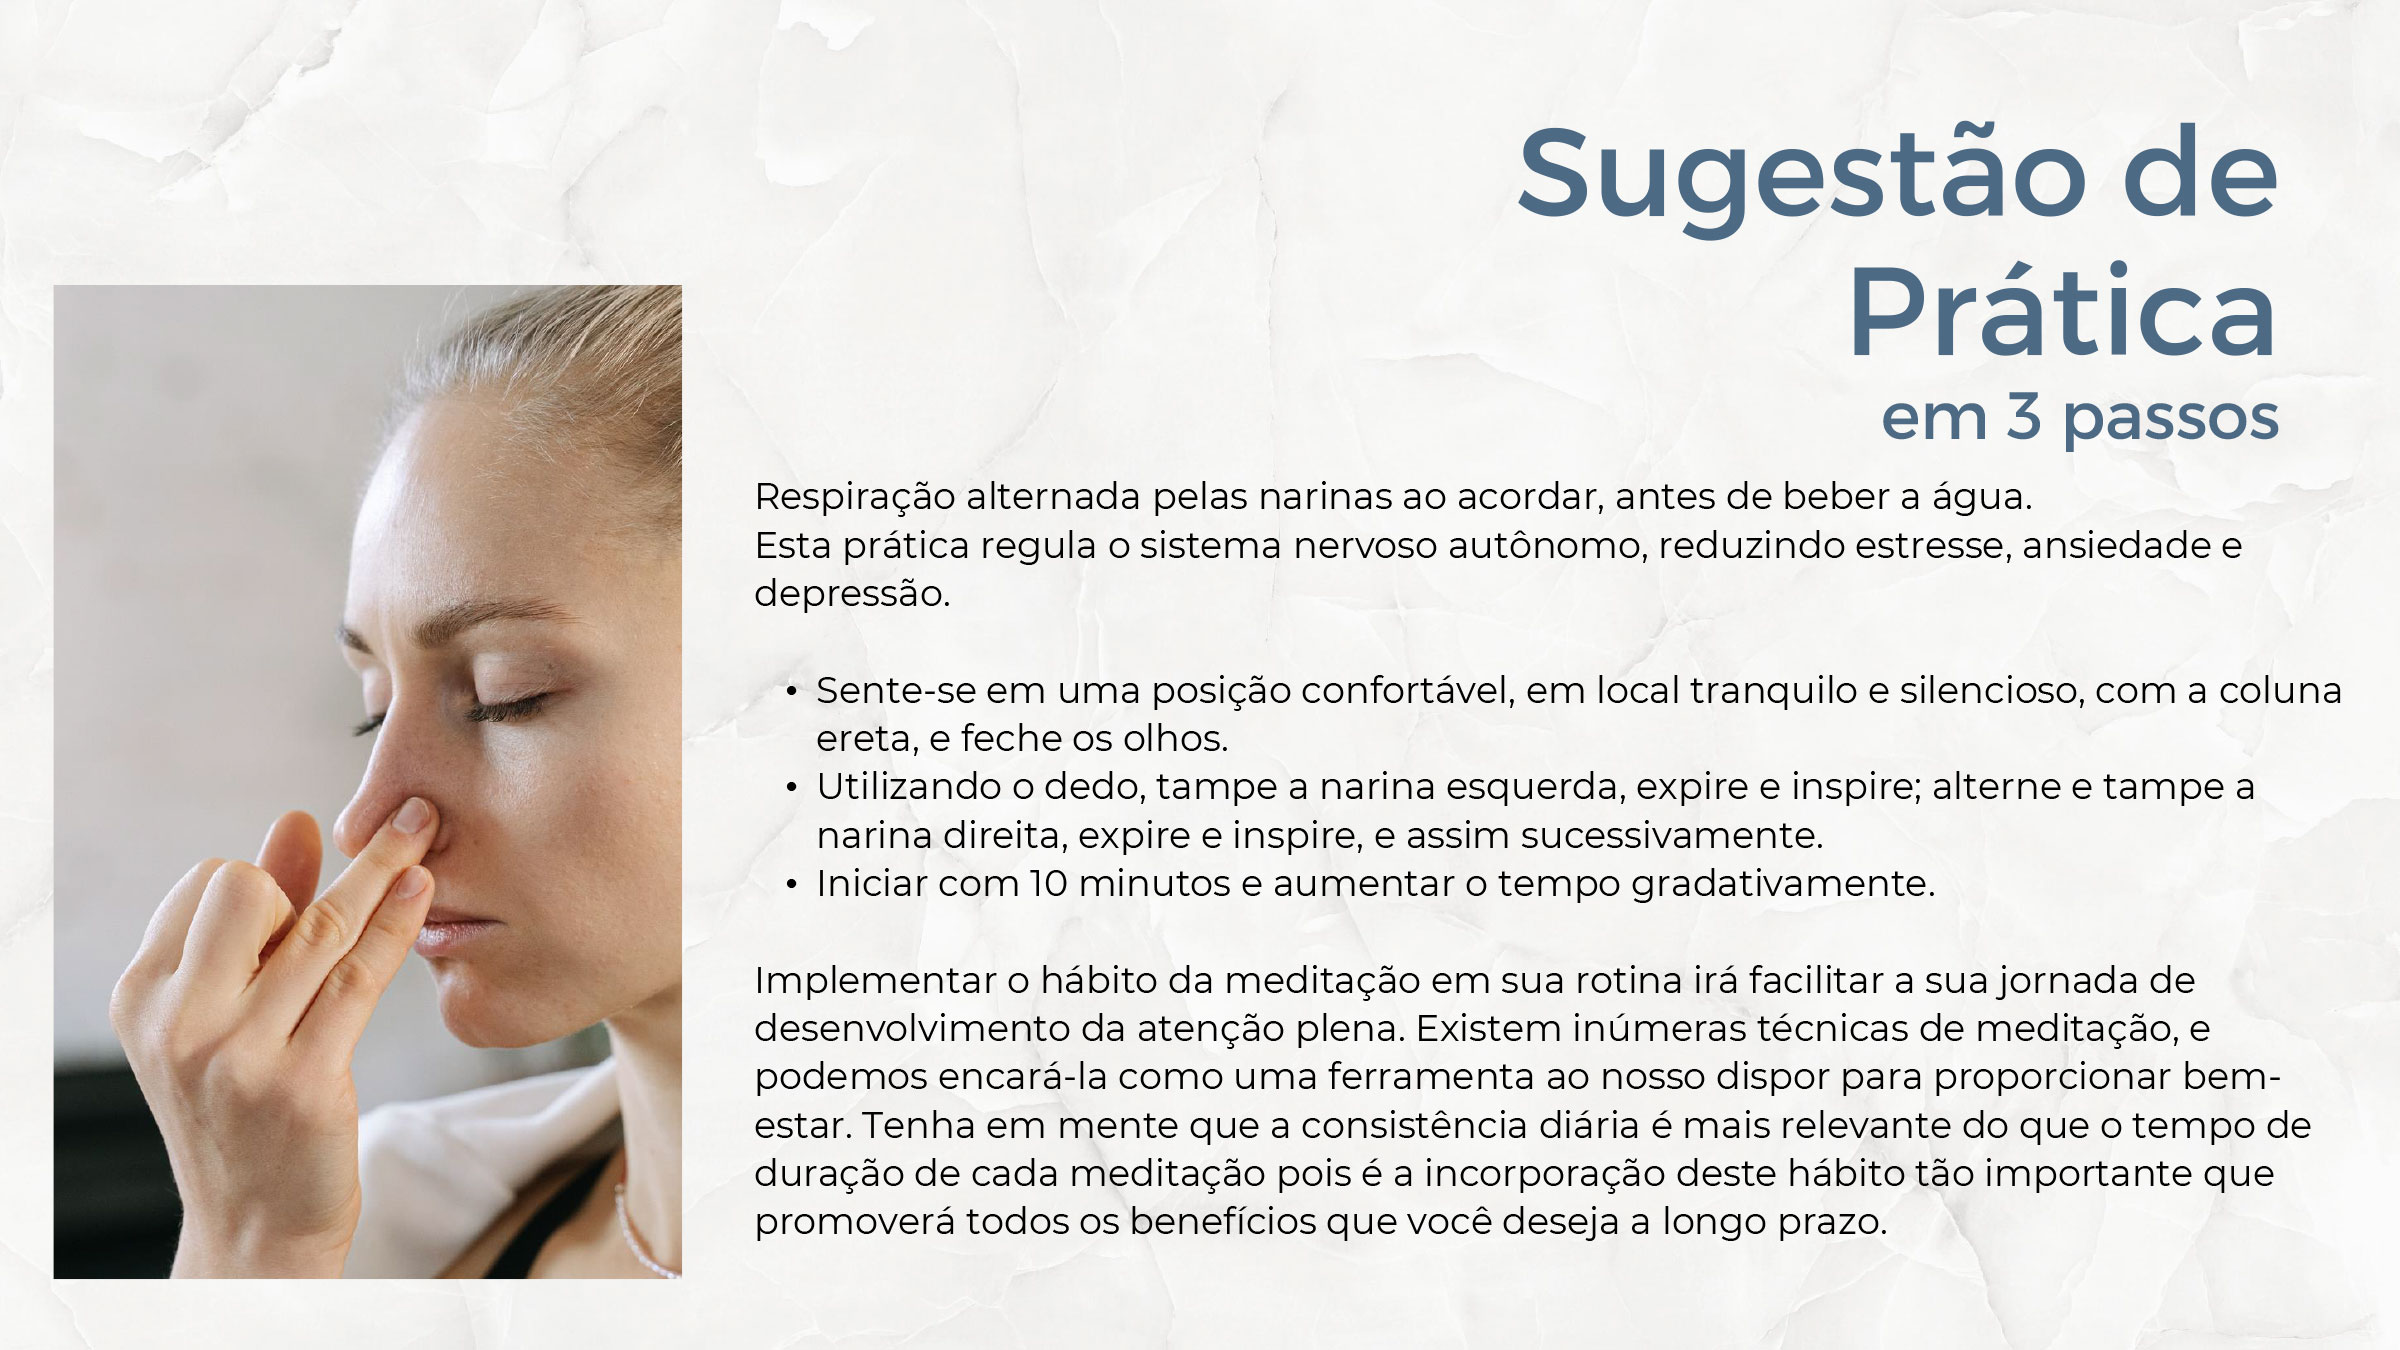 Sugestão de
Prática
em 3 passos
Respiração alternada pelas narinas ao acordar, antes de beber a água.
Esta prática regula o sistema nervoso autônomo, reduzindo estresse, ansiedade e
depressão.
• Sente-se em uma posição confortável, em local tranquilo e silencioso, com a coluna
ereta, e feche os olhos.
• Utilizando o dedo, tampe a narina esquerda, expire e inspire; alterne e tampe a
narina direita, expire e inspire, e assim sucessivamente.
• Iniciar com 10 minutos e aumentar o tempo gradativamente.
Implementar o hábito da meditação em sua rotina irá facilitar a sua jornada de
desenvolvimento da atenção plena. Existem inúmeras técnicas de meditação, e
podemos encará-la como uma ferramenta ao nosso dispor para proporcionar bem-
estar. Tenha em mente que a consistência diária é mais relevante do que o tempo de
duração de cada meditação pois é a incorporação deste hábito tão importante que
promoverá todos os benefícios que você deseja a longo prazo.